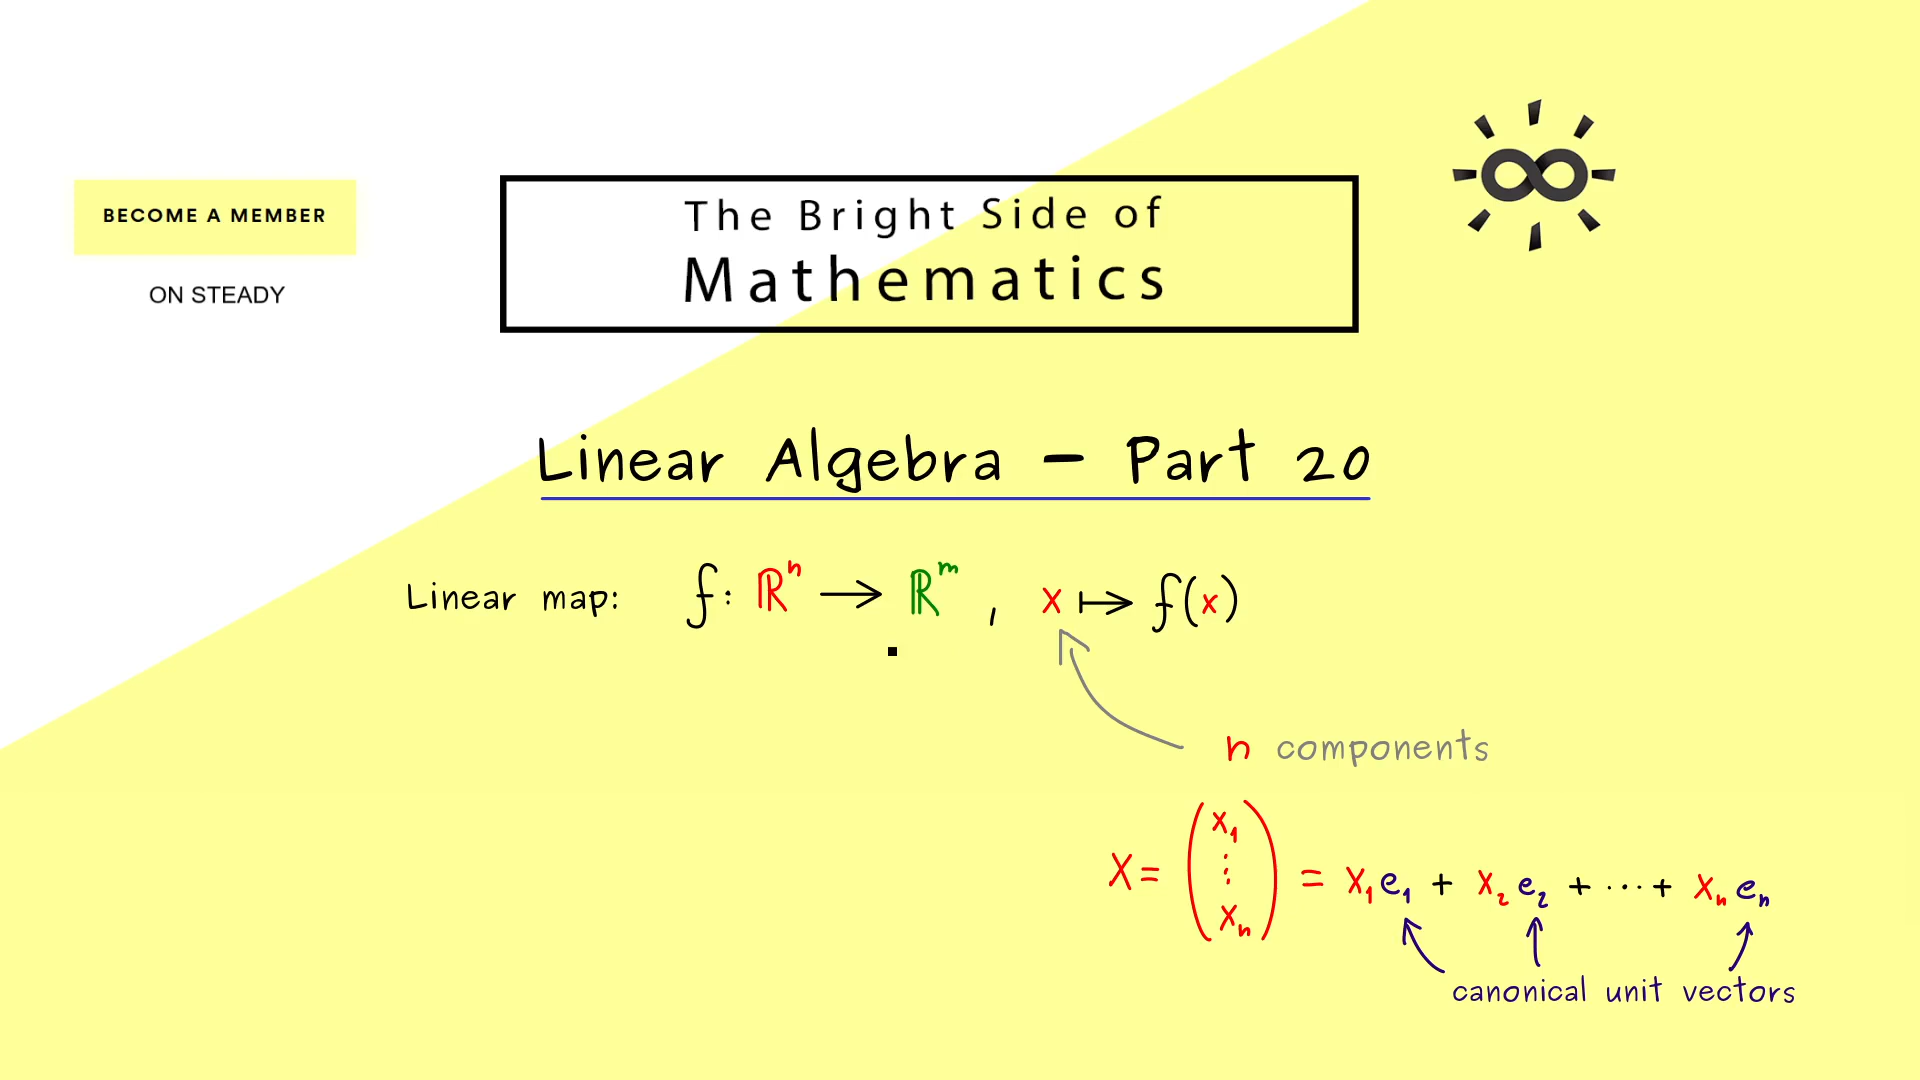 BECOME A MEMBER
ON STEADY
The Bright Side of
Mathematics
Linear Algebra – Part 20
Linear map: f: ℝⁿ → ℝᵐ , x ↦ f(x)
n components
X = (x₁ ⋮ xₙ) = x₁e₁ + x₂e₂ + ⋯ + xₙeₙ
canonical unit vectors